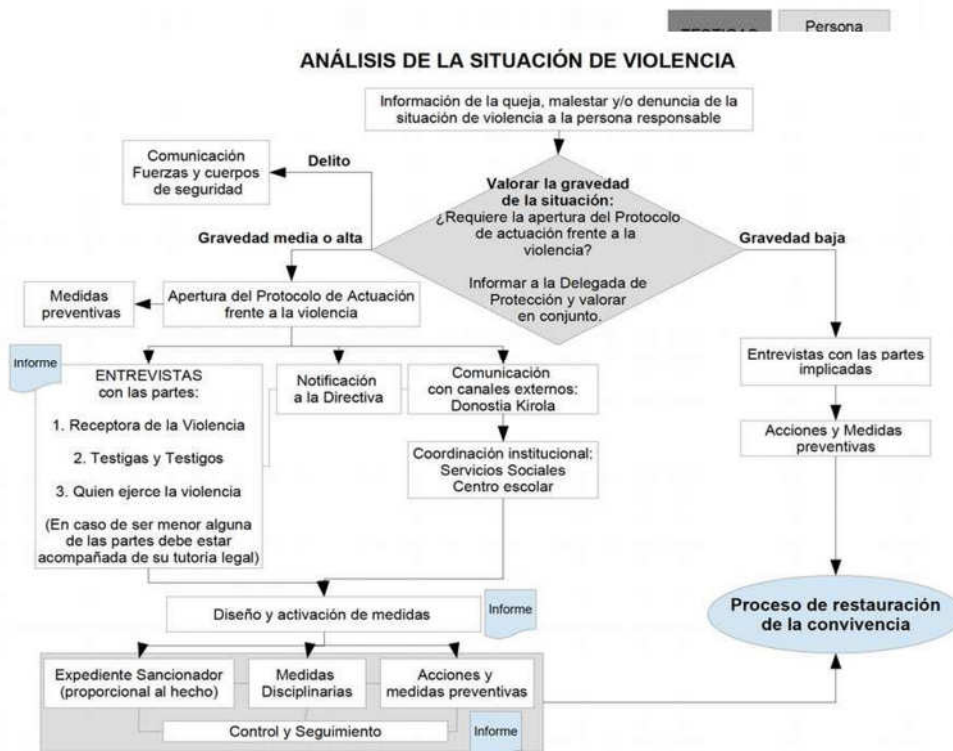 Persona
ANÁLISIS DE LA SITUACIÓN DE VIOLENCIA
Información de la queja, malestar y/o denuncia de la
situación de violencia a la persona responsable
Comunicación
Fuerzas y cuerpos
de seguridad
Delito
Valorar la gravedad
de la situación:
¿Requiere la apertura del Protocolo
de actuación frente a la
violencia?
Informar a la Delegada de
Protección y valorar
en conjunto.
Gravedad media o alta
Gravedad baja
Medidas
preventivas
Apertura del Protocolo de Actuación
frente a la violencia
Informe
ENTREVISTAS
con las partes:
1. Receptora de la Violencia
2. Testigas y Testigos
3. Quien ejerce la violencia
(En caso de ser menor alguna
de las partes debe estar
acompañada de su tutoria legal)
Notificación
a la Directiva
Comunicación
con canales externos:
Donostia Kirola
Coordinación institucional:
Servicios Sociales
Centro escolar
Entrevistas con las partes
implicadas
Acciones y Medidas
preventivas
Diseño y activación de medidas
Informe
Proceso de restauración
de la convivencia
Expediente Sancionador
(proporcional al hecho)
Medidas
Disciplinarias
Acciones y
medidas preventivas
Control y Seguimiento
Informe